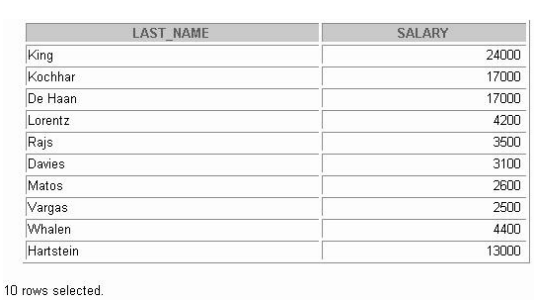 LAST_NAME SALARY
King 24000
Kochhar 17000
De Haan 17000
Lorentz 4200
Rajs 3500
Davies 3100
Matos 2600
Vargas 2500
Whalen 4400
Hartstein 13000
10 rows selected.